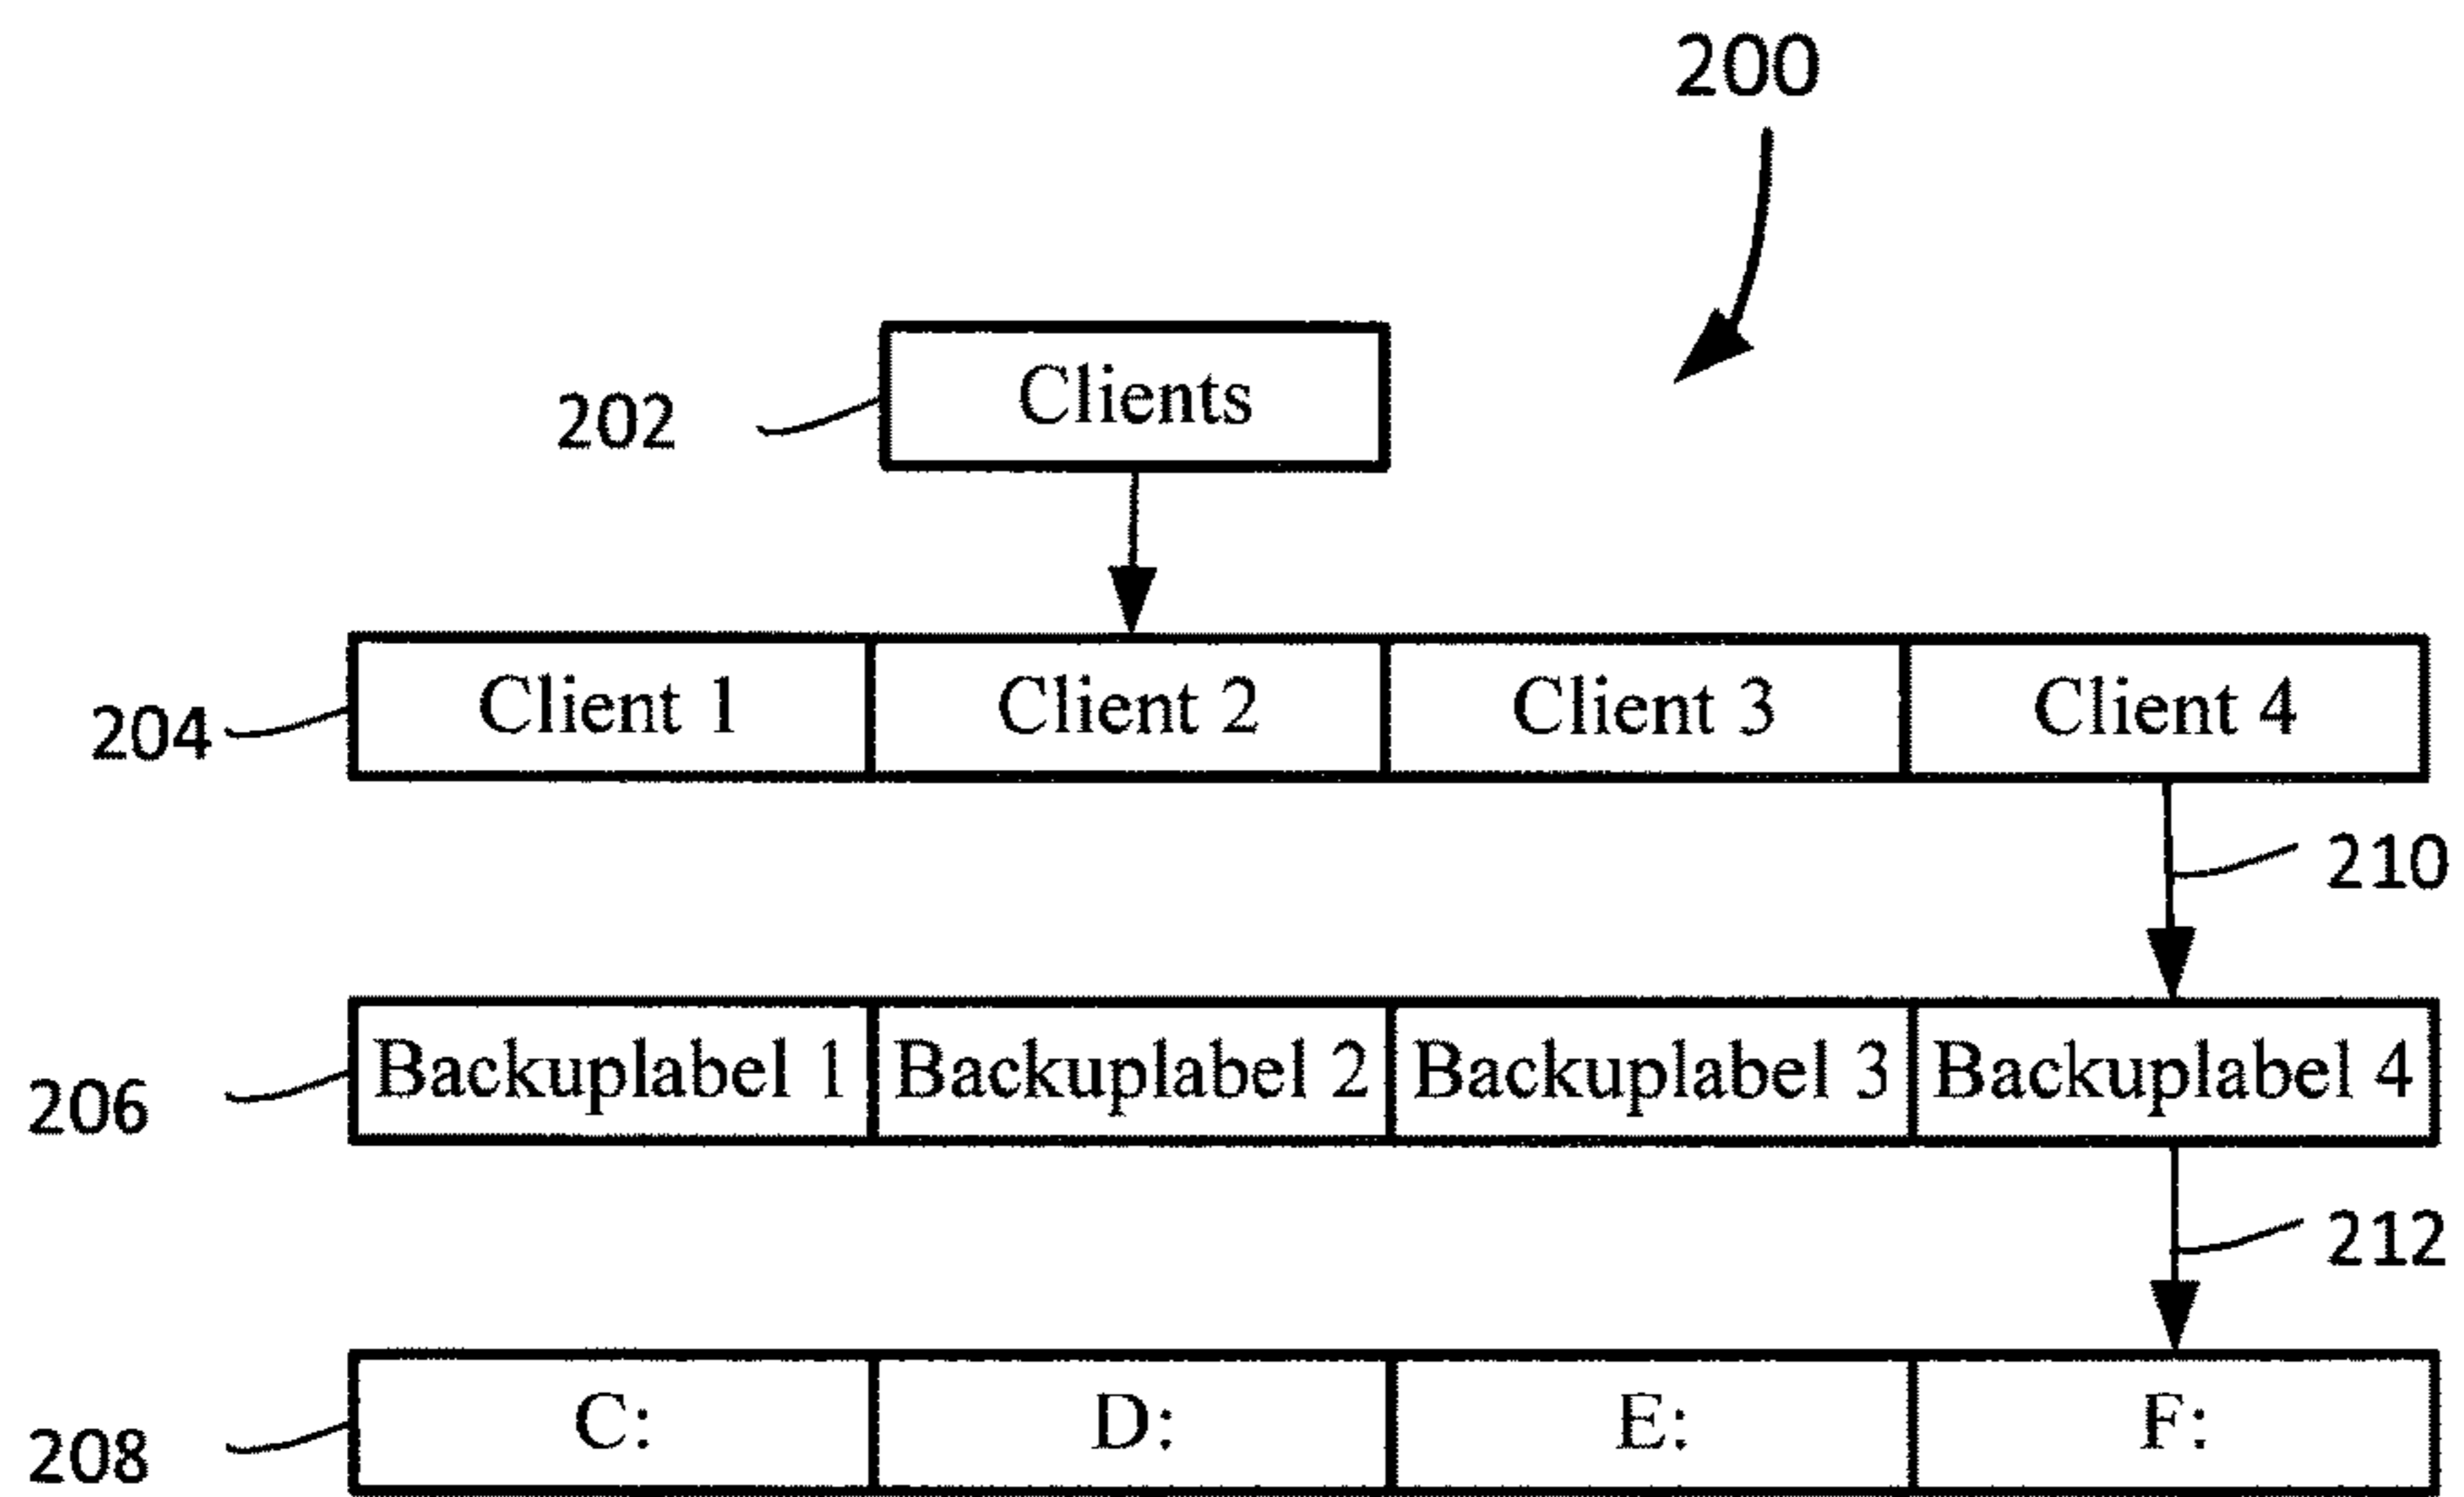 200
202 Clients
204 Client 1 Client 2 Client 3 Client 4
210
206 Backuplabel 1 Backuplabel 2 Backuplabel 3 Backuplabel 4
212
208 C: D: E: F: